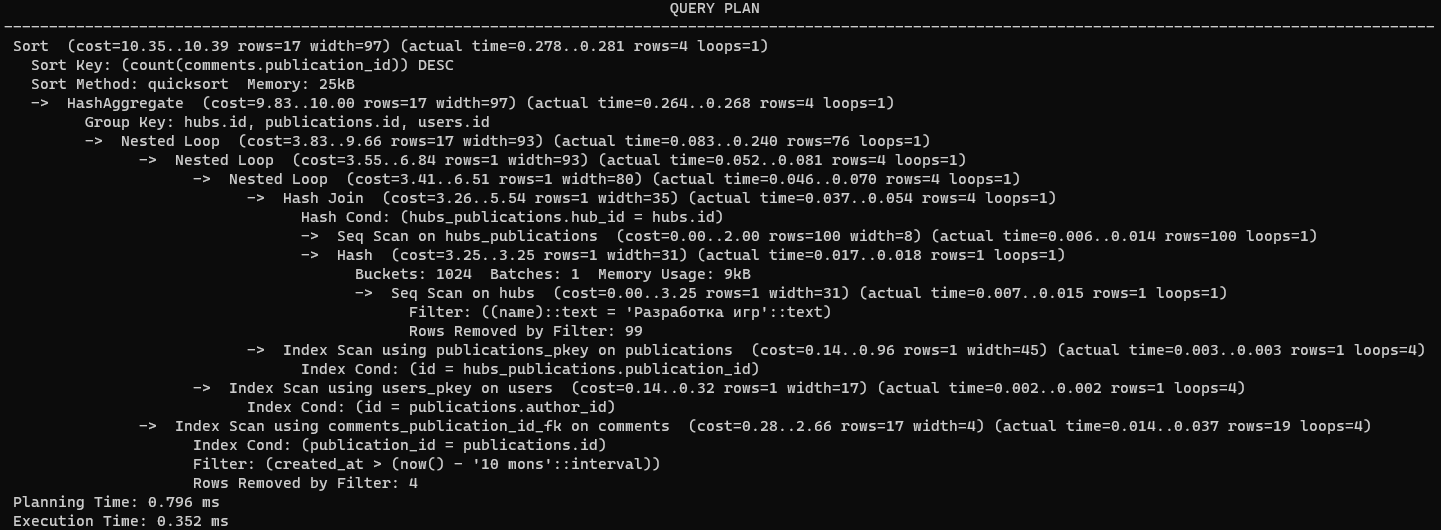 QUERY PLAN
Sort  (cost=10.35..10.39 rows=17 width=97) (actual time=0.278..0.281 rows=4 loops=1)
  Sort Key: (count(comments.publication_id)) DESC
  Sort Method: quicksort  Memory: 25kB
  ->  HashAggregate  (cost=9.83..10.00 rows=17 width=97) (actual time=0.264..0.268 rows=4 loops=1)
        Group Key: hubs.id, publications.id, users.id
        ->  Nested Loop  (cost=3.83..9.66 rows=17 width=93) (actual time=0.083..0.240 rows=76 loops=1)
              ->  Nested Loop  (cost=3.55..6.84 rows=1 width=93) (actual time=0.052..0.081 rows=4 loops=1)
                    ->  Nested Loop  (cost=3.41..6.51 rows=1 width=80) (actual time=0.046..0.070 rows=4 loops=1)
                          ->  Hash Join  (cost=3.26..5.54 rows=1 width=35) (actual time=0.037..0.054 rows=4 loops=1)
                                Hash Cond: (hubs_publications.hub_id = hubs.id)
                                ->  Seq Scan on hubs_publications  (cost=0.00..2.00 rows=100 width=8) (actual time=0.006..0.014 rows=100 loops=1)
                                ->  Hash  (cost=3.25..3.25 rows=1 width=31) (actual time=0.017..0.018 rows=1 loops=1)
                                      Buckets: 1024  Batches: 1  Memory Usage: 9kB
                                      ->  Seq Scan on hubs  (cost=0.00..3.25 rows=1 width=31) (actual time=0.007..0.015 rows=1 loops=1)
                                            Filter: ((name)::text = 'Разработка игр'::text)
                                            Rows Removed by Filter: 99
                          ->  Index Scan using publications_pkey on publications  (cost=0.14..0.96 rows=1 width=45) (actual time=0.003..0.003 rows=1 loops=4)
                                Index Cond: (id = hubs_publications.publication_id)
                    ->  Index Scan using users_pkey on users  (cost=0.14..0.32 rows=1 width=17) (actual time=0.002..0.002 rows=1 loops=4)
                          Index Cond: (id = publications.author_id)
              ->  Index Scan using comments_publication_id_fk on comments  (cost=0.28..2.66 rows=17 width=4) (actual time=0.014..0.037 rows=19 loops=4)
                    Index Cond: (publication_id = publications.id)
                    Filter: (created_at > (now() - '10 mons'::interval))
                    Rows Removed by Filter: 4
Planning Time: 0.796 ms
Execution Time: 0.352 ms